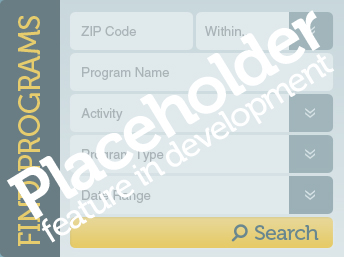 FIND PROGRAMS
ZIP Code
Within.
Program Name
Activity
Program Type
Date Range
Search
Placeholder
feature in development